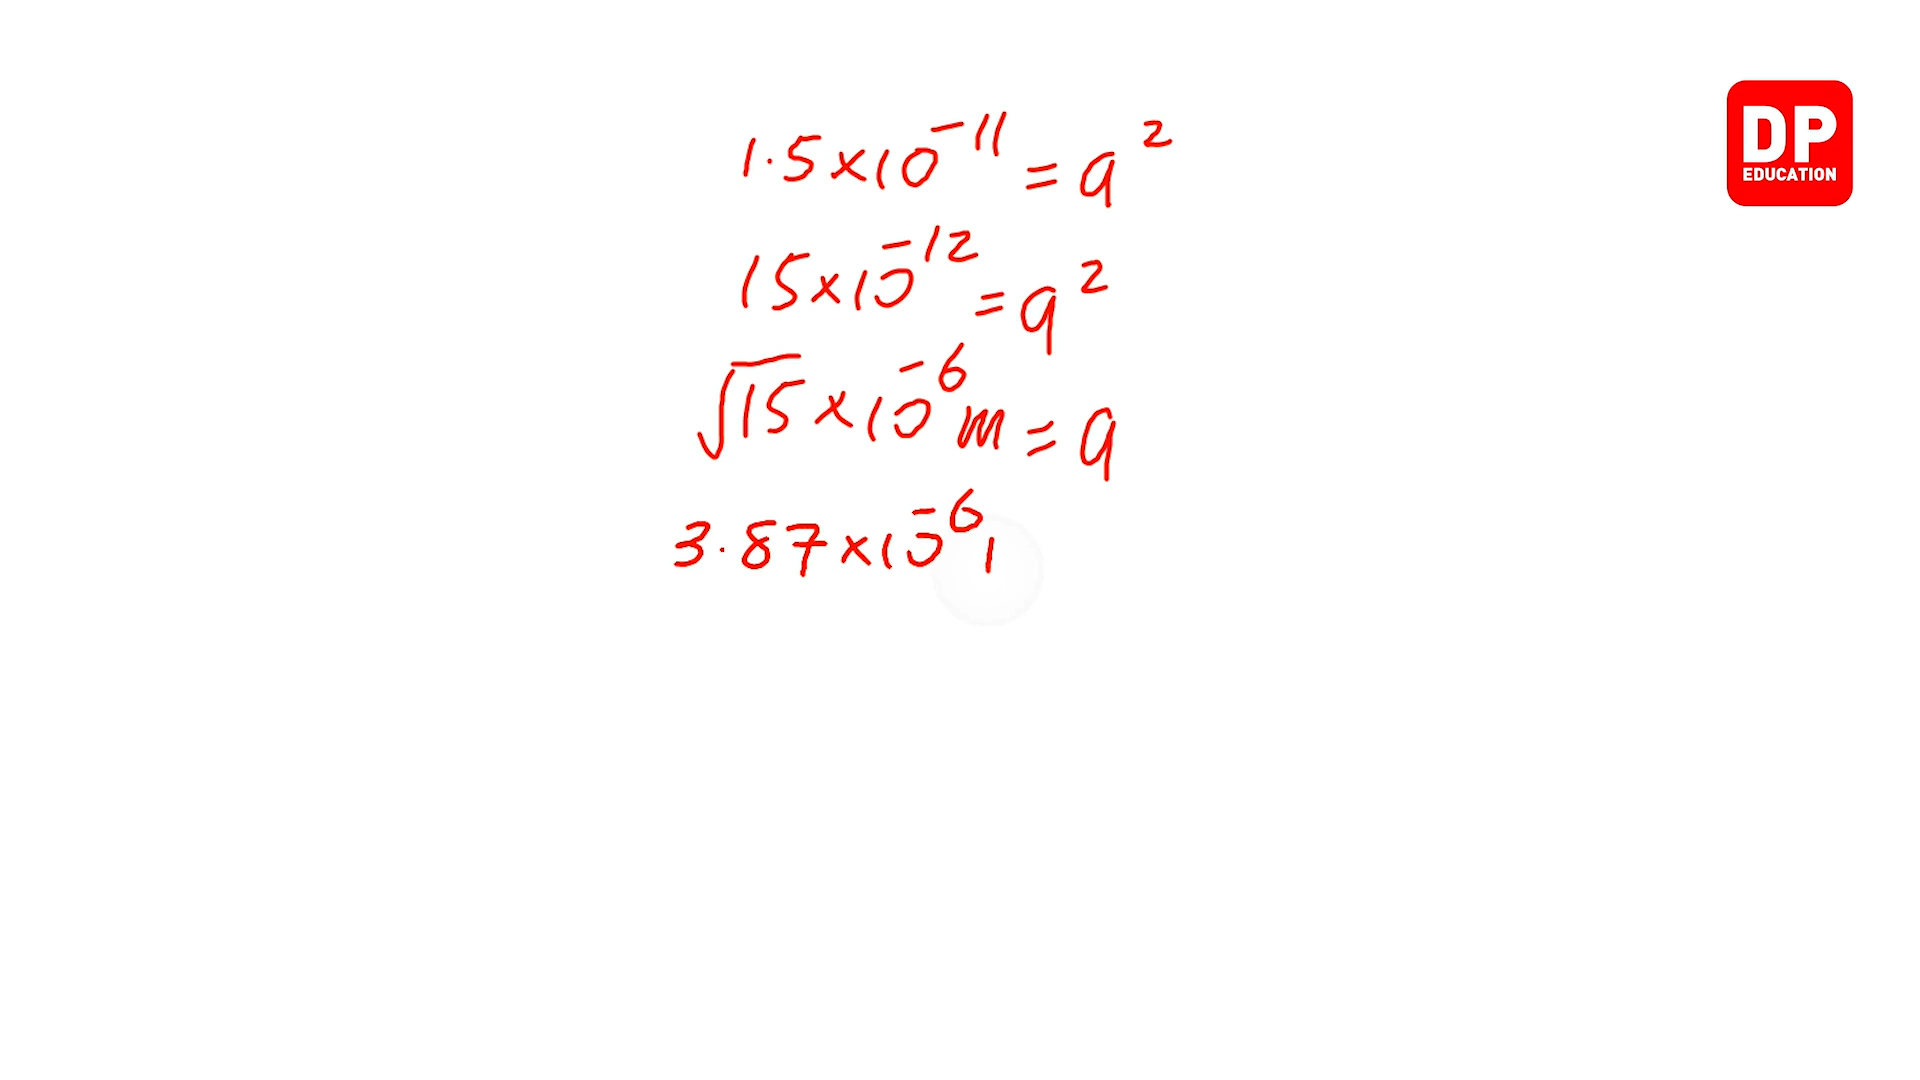 1.5×10⁻¹¹ = a²
DP
EDUCATION
15×10⁻¹² = a²
√15 ×10⁻⁶ m = a
3.87×10⁻⁶